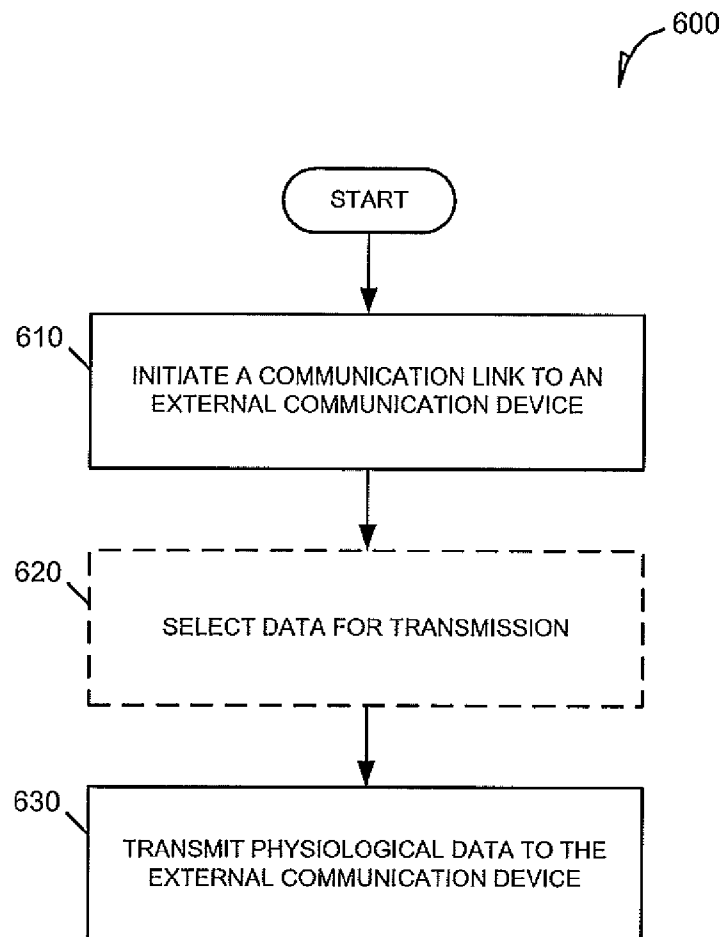 600
START
610
INITIATE A COMMUNICATION LINK TO AN
EXTERNAL COMMUNICATION DEVICE
620
SELECT DATA FOR TRANSMISSION
630
TRANSMIT PHYSIOLOGICAL DATA TO THE
EXTERNAL COMMUNICATION DEVICE